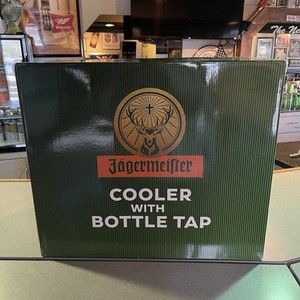 Jägermeister
COOLER
WITH
BOTTLE TAP